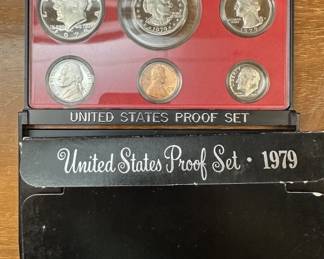 UNITED STATES PROOF SET
United States Proof Set • 1979